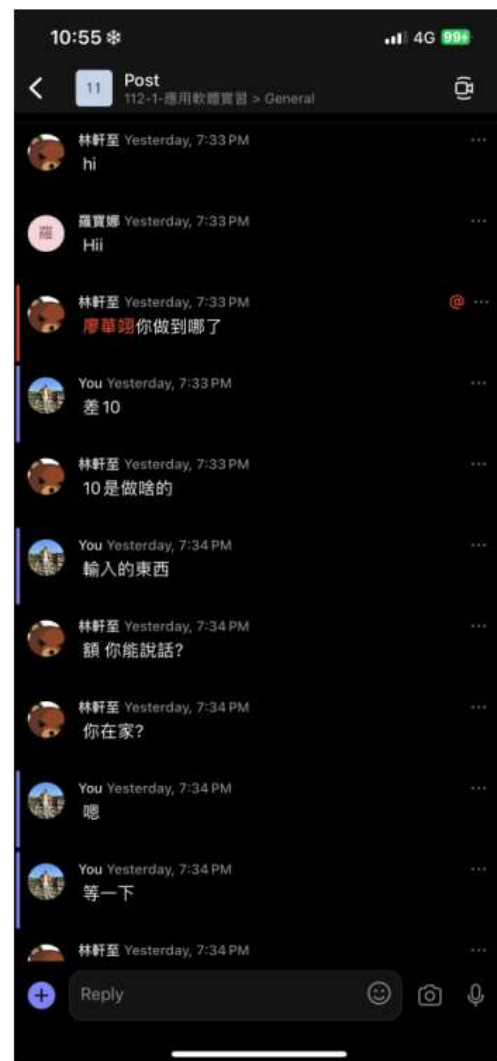 10:55
4G 99+
11
Post
112-1-應用軟體實習 > General
林軒至 Yesterday, 7:33 PM
hi
羅
羅寶娜 Yesterday, 7:33 PM
Hii
林軒至 Yesterday, 7:33 PM
@
廖華翊你做到哪了
You Yesterday, 7:33 PM
差10
林軒至 Yesterday, 7:33 PM
10是做啥的
You Yesterday, 7:34 PM
輸入的東西
林軒至 Yesterday, 7:34 PM
額 你能說話?
林軒至 Yesterday, 7:34 PM
你在家?
You Yesterday, 7:34 PM
嗯
You Yesterday, 7:34 PM
等一下
林軒至 Yesterday, 7:34 PM
Reply